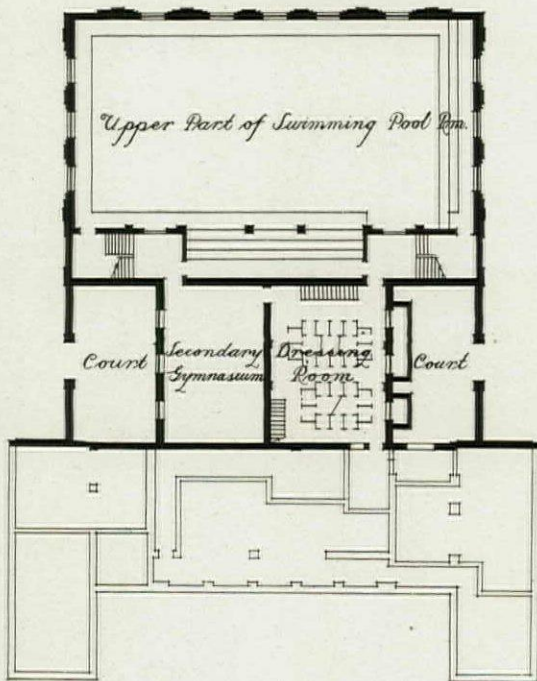 Upper Part of Swimming Pool Rm.
Court
Secondary
Gymnasium
Dressing
Room
Court